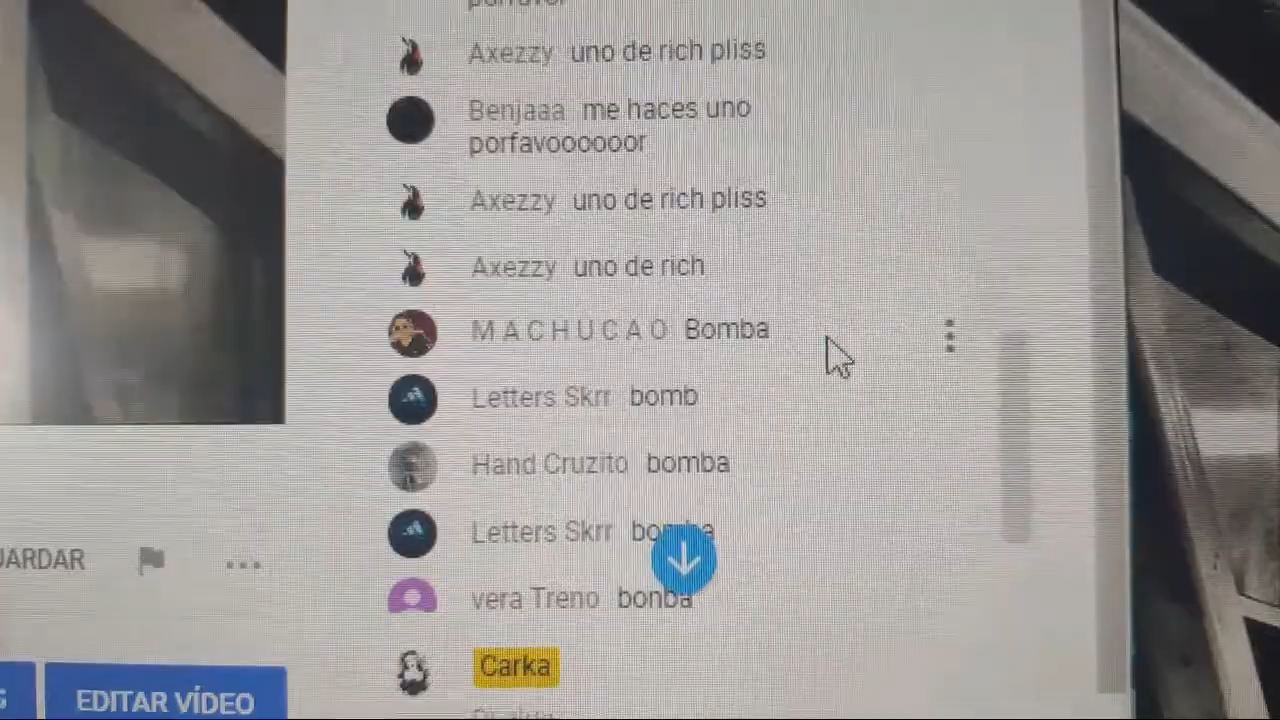 porfavor
Axezzy uno de rich pliss
Benjaaa me haces uno
porfavoooooor
Axezzy uno de rich pliss
Axezzy uno de rich
M A C H U C A O Bomba
Letters Skrr bomb
Hand Cruzito bomba
Letters Skrr bomba
vera Treno bonba
Carka
EDITAR VÍDEO